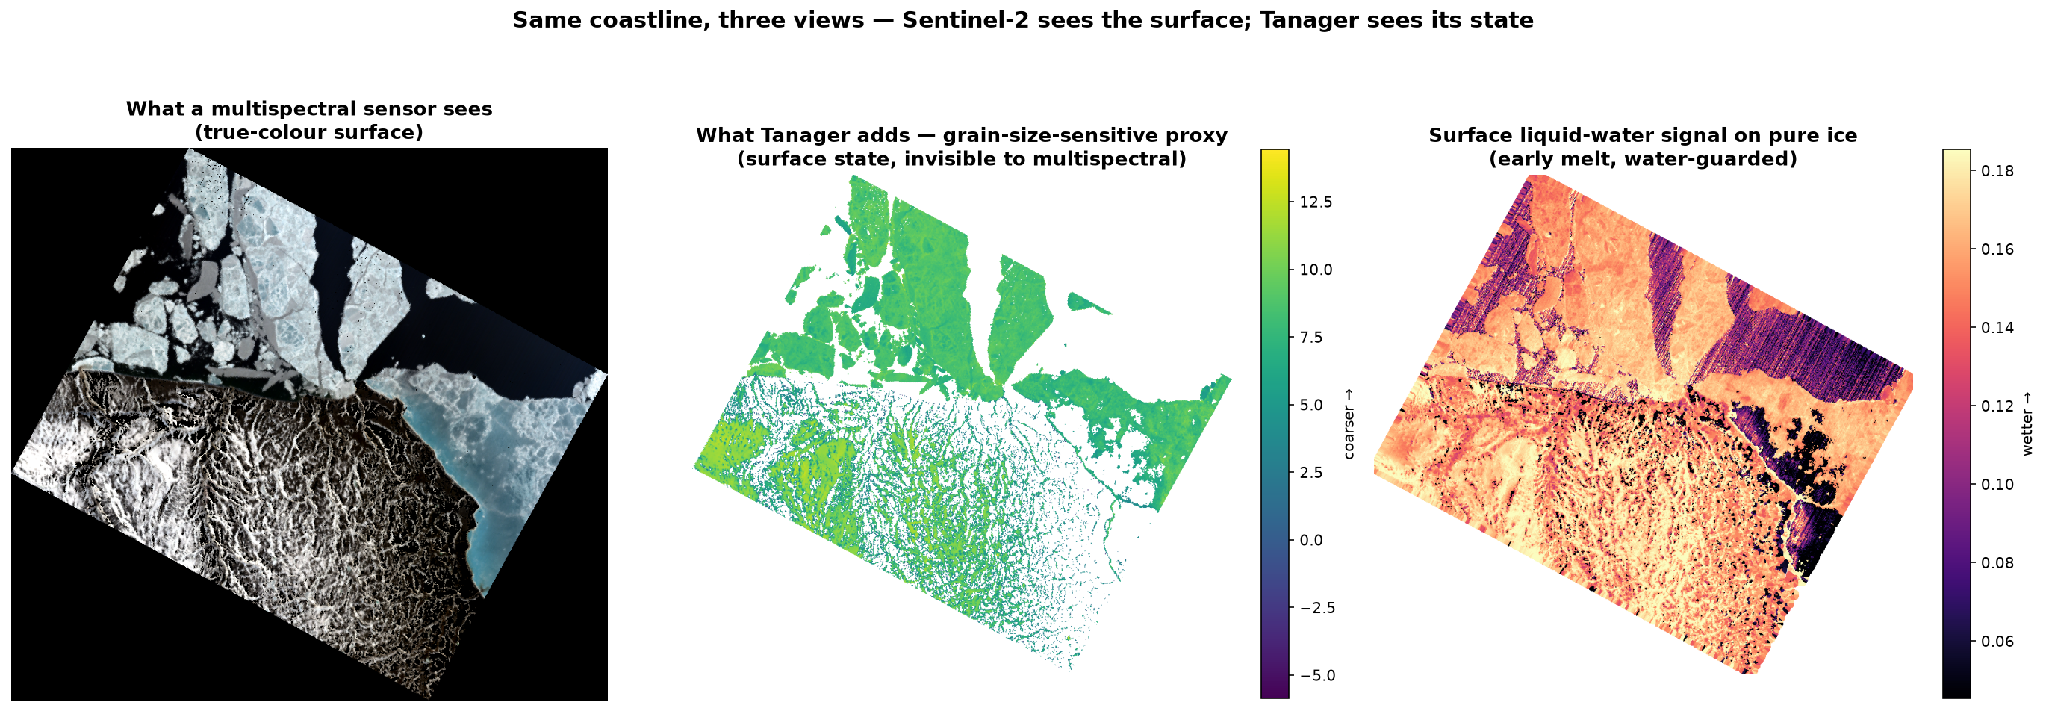 Same coastline, three views — Sentinel-2 sees the surface; Tanager sees its state
What a multispectral sensor sees
(true-colour surface)
What Tanager adds — grain-size-sensitive proxy
(surface state, invisible to multispectral)
12.5
10.0
7.5
5.0
2.5
0.0
−2.5
−5.0
coarser →
Surface liquid-water signal on pure ice
(early melt, water-guarded)
0.18
0.16
0.14
0.12
0.10
0.08
0.06
wetter →